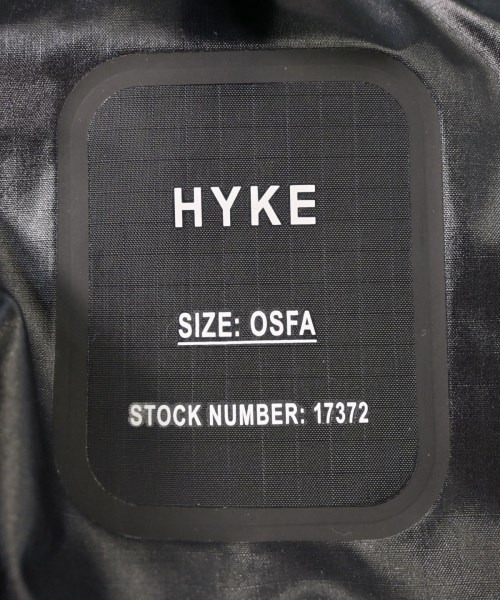 HYKE
SIZE: OSFA
STOCK NUMBER: 17372